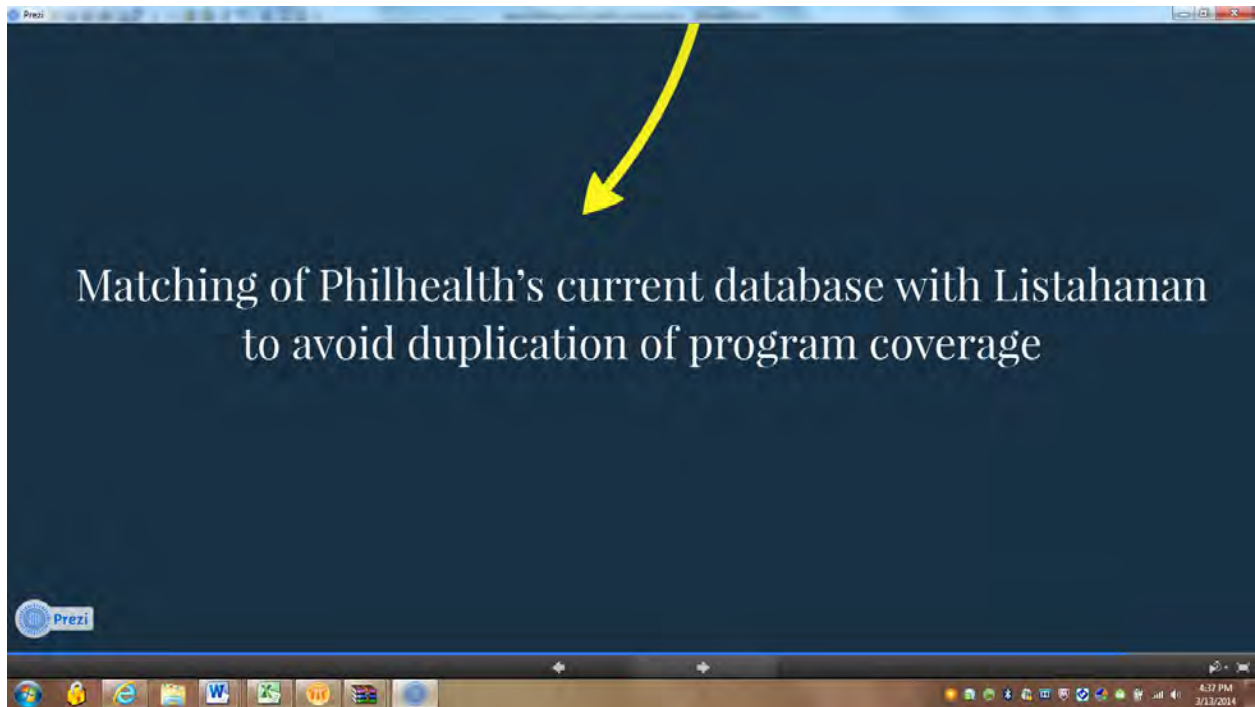 Prezi
Matching of Philhealth's current database with Listahanan
to avoid duplication of program coverage
Prezi
4:37 PM
3/13/2014